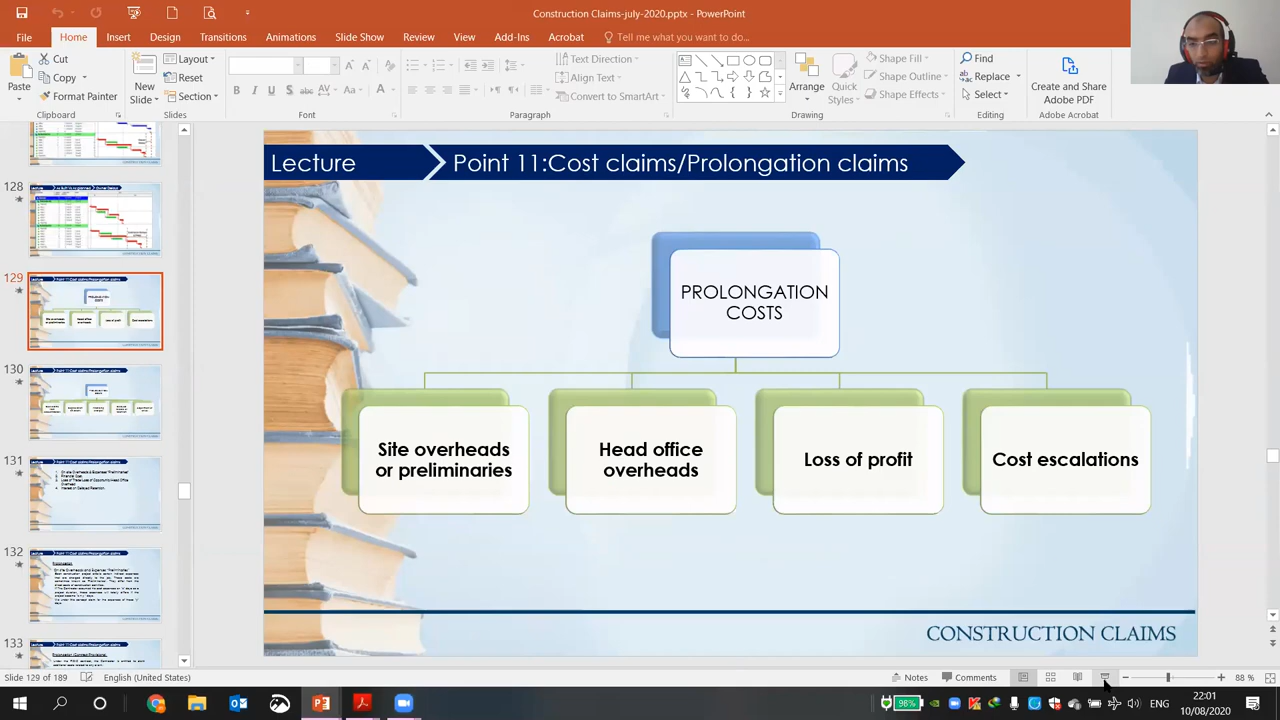 Construction Claims-july-2020.pptx - PowerPoint
File Home Insert Design Transitions Animations Slide Show Review View Add-Ins Acrobat Tell me what you want to do...
Paste
Cut
Copy
Format Painter
Clipboard
New Slide
Layout
Reset
Section
Slides
Font
Text Direction
Align Text
Convert to SmartArt
Paragraph
Arrange
Quick Styles
Shape Fill
Shape Outline
Shape Effects
Drawing
Find
Replace
Select
Editing
Create and Share Adobe PDF
Adobe Acrobat
128
129
130
131
132
133
Lecture Point 11:Cost claims/Prolongation claims
PROLONGATION
COSTS
Site overheads
or preliminaries
Head office
overheads
Loss of profit
Cost escalations
CONSTRUCTION CLAIMS
Slide 129 of 189 English (United States) Notes Comments 88 %
98% ENG
22:01
10/08/2020